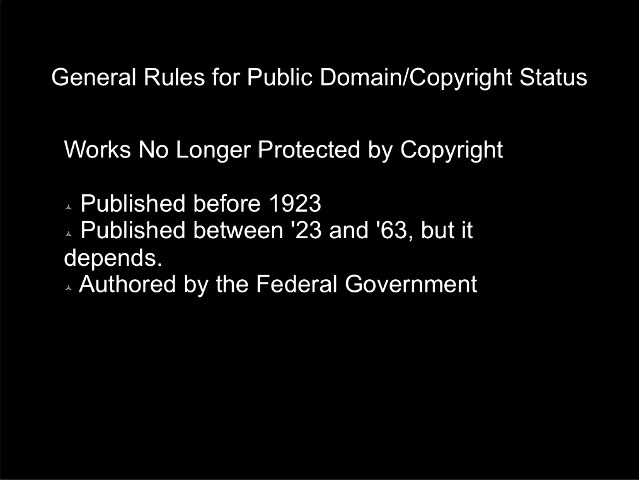 General Rules for Public Domain/Copyright Status
Works No Longer Protected by Copyright
Published before 1923
Published between '23 and '63, but it
depends.
Authored by the Federal Government